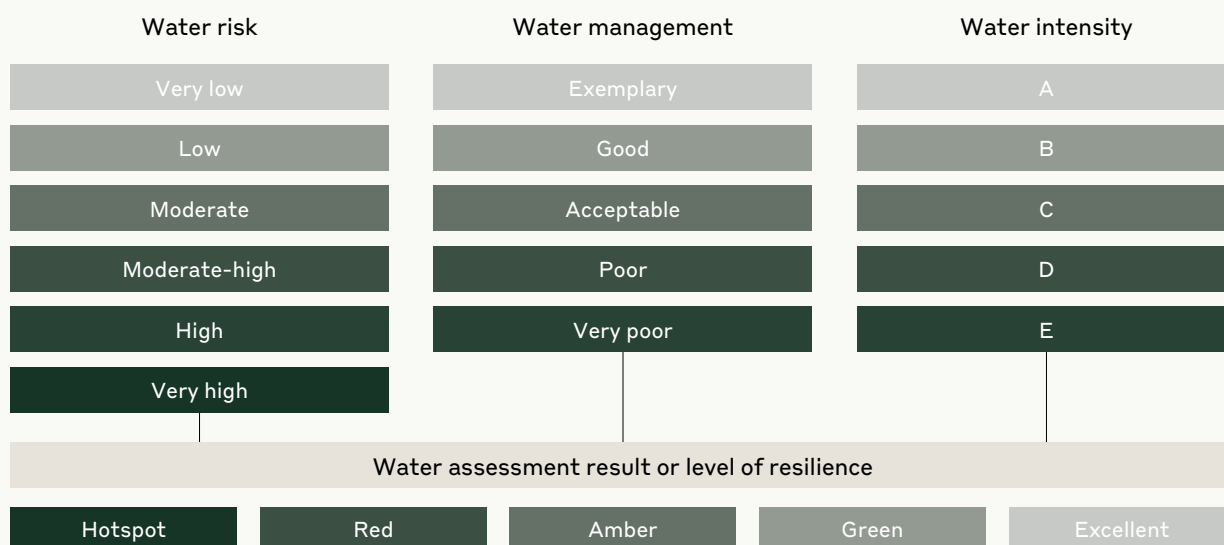 Water risk
Water management
Water intensity
Very low
Exemplary
A
Low
Good
B
Moderate
Acceptable
C
Moderate-high
Poor
D
High
Very poor
E
Very high
Water assessment result or level of resilience
Hotspot
Red
Amber
Green
Excellent